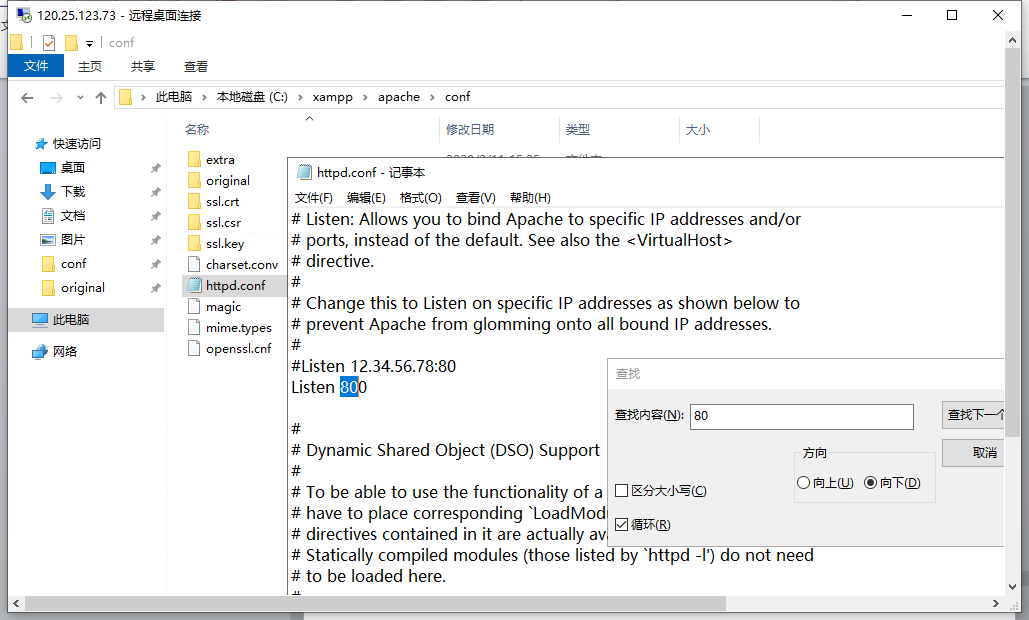 120.25.123.73 - 远程桌面连接
conf
文件 主页 共享 查看
此电脑 本地磁盘 (C:) xampp apache conf
快速访问
桌面
下载
文档
图片
conf
original
此电脑
网络
名称 修改日期 类型 大小
extra
original
ssl.crt
ssl.csr
ssl.key
charset.conv
httpd.conf
magic
mime.types
openssl.cnf
httpd.conf - 记事本
文件(F) 编辑(E) 格式(O) 查看(V) 帮助(H)
# Listen: Allows you to bind Apache to specific IP addresses and/or
# ports, instead of the default. See also the <VirtualHost>
# directive.
#
# Change this to Listen on specific IP addresses as shown below to
# prevent Apache from glomming onto all bound IP addresses.
#
#Listen 12.34.56.78:80
Listen 800
#
# Dynamic Shared Object (DSO) Support
#
# To be able to use the functionality of a
# have to place corresponding `LoadModu
# directives contained in it are actually ava
# Statically compiled modules (those listed by `httpd -l') do not need
# to be loaded here.
#
查找
查找内容(N): 80 查找下一个
取消
方向
向上(U) 向下(D)
区分大小写(C)
循环(R)